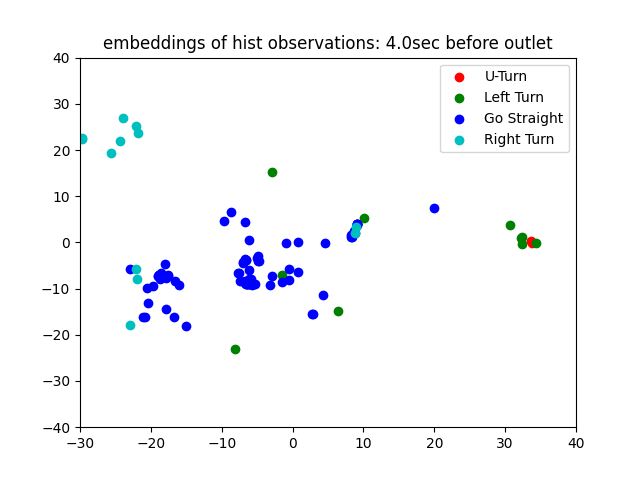 embeddings of hist observations: 4.0sec before outlet
U-Turn
Left Turn
Go Straight
Right Turn
40
30
20
10
0
−10
−20
−30
−40
−30 −20 −10 0 10 20 30 40